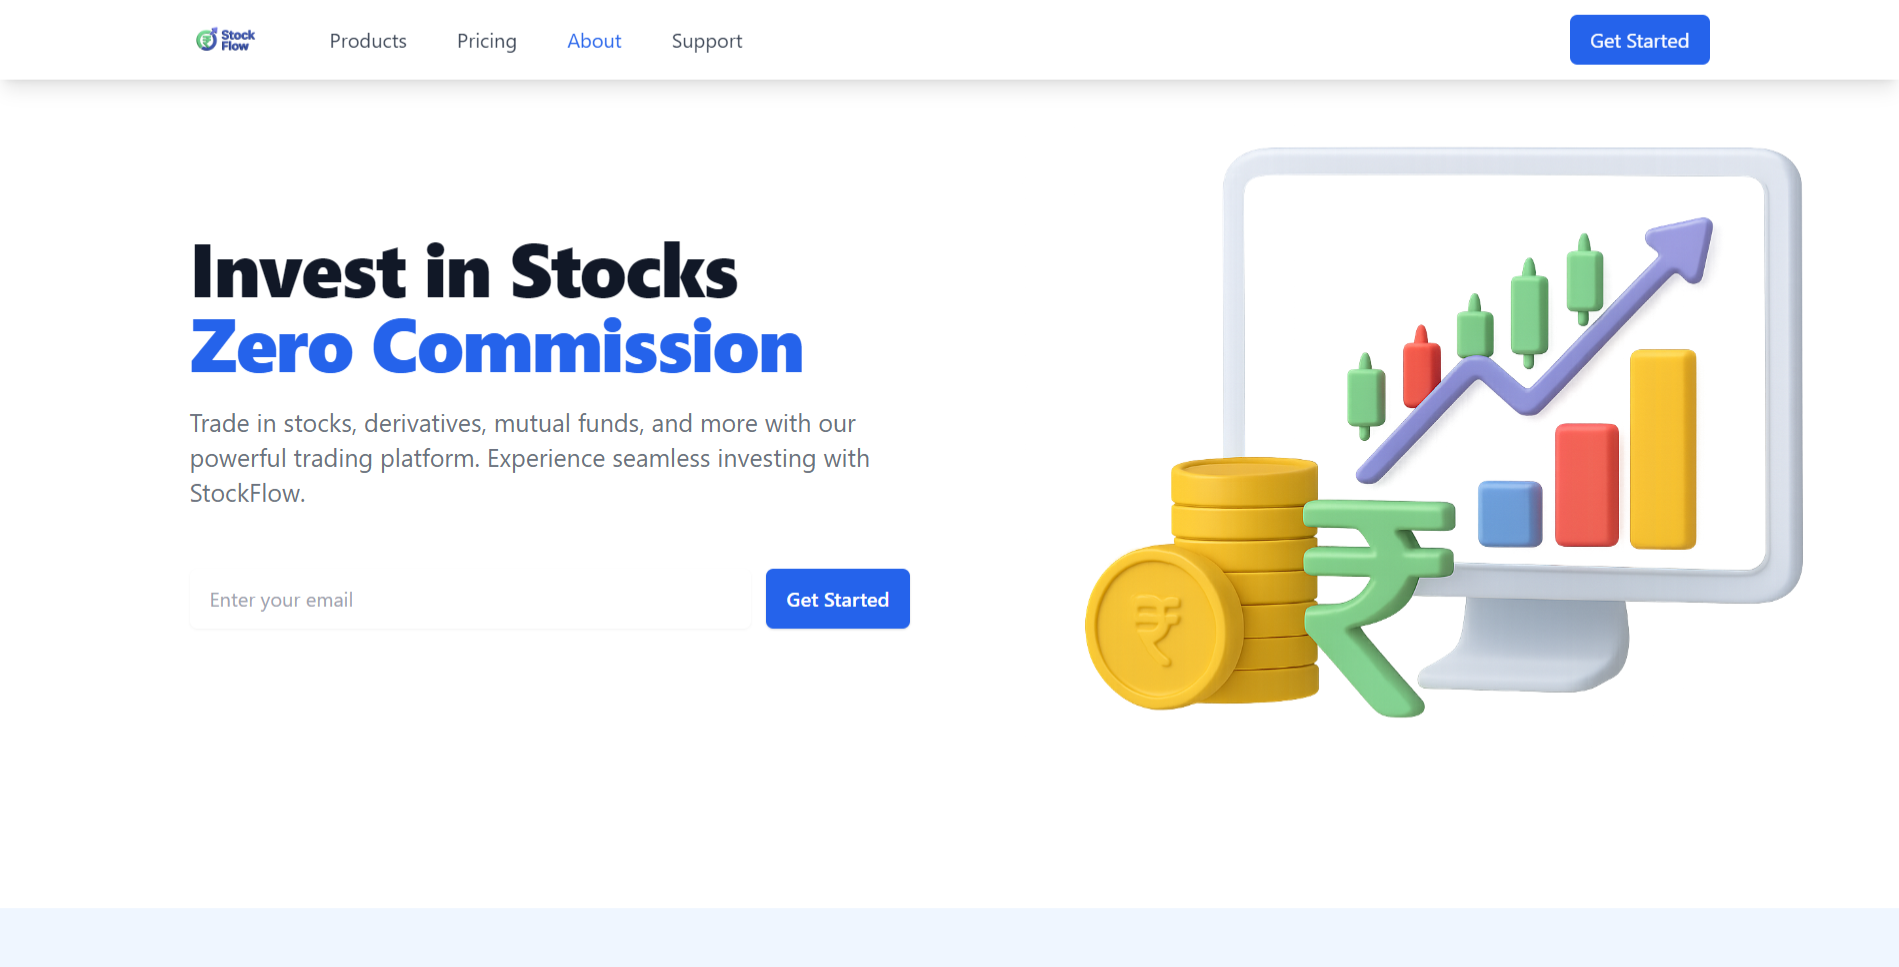 Stock
Flow
Products
Pricing
About
Support
Get Started
Invest in Stocks
Zero Commission
Trade in stocks, derivatives, mutual funds, and more with our
powerful trading platform. Experience seamless investing with
StockFlow.
Enter your email
Get Started
₹
₹
₹